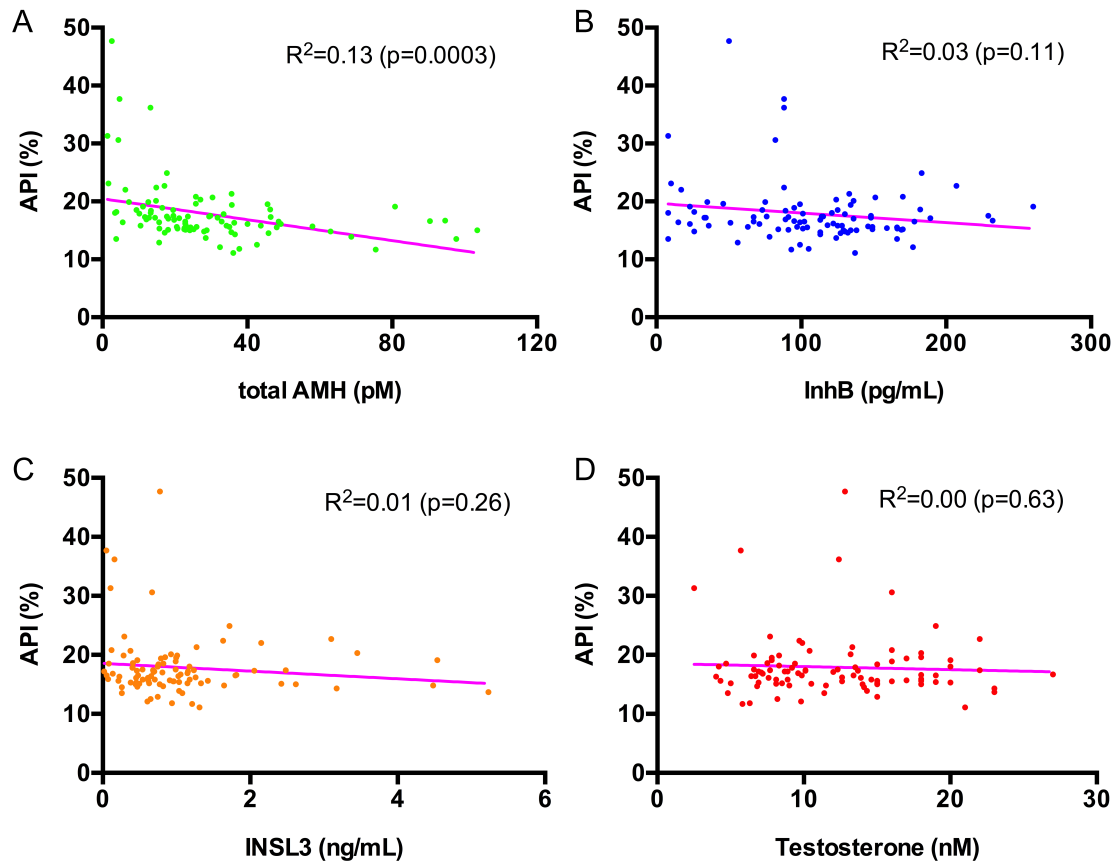 A
R²=0.13 (p=0.0003)
API (%)
50
40
30
20
10
0
0 40 80 120
total AMH (pM)
B
R²=0.03 (p=0.11)
API (%)
50
40
30
20
10
0
0 100 200 300
InhB (pg/mL)
C
R²=0.01 (p=0.26)
API (%)
50
40
30
20
10
0
0 2 4 6
INSL3 (ng/mL)
D
R²=0.00 (p=0.63)
API (%)
50
40
30
20
10
0
0 10 20 30
Testosterone (nM)